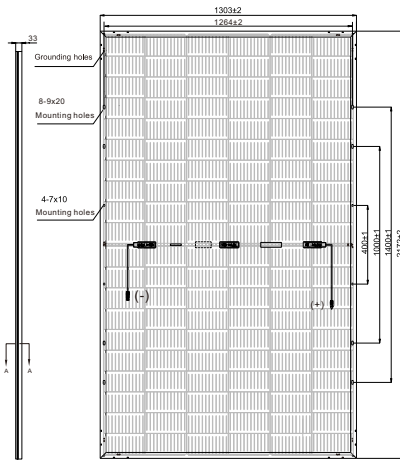 1303±2
1264±2
33
Grounding holes
8-9x20
Mounting holes
4-7x10
Mounting holes
400±1
1000±1
1400±1
2172±2
(-)
(+)
A
A